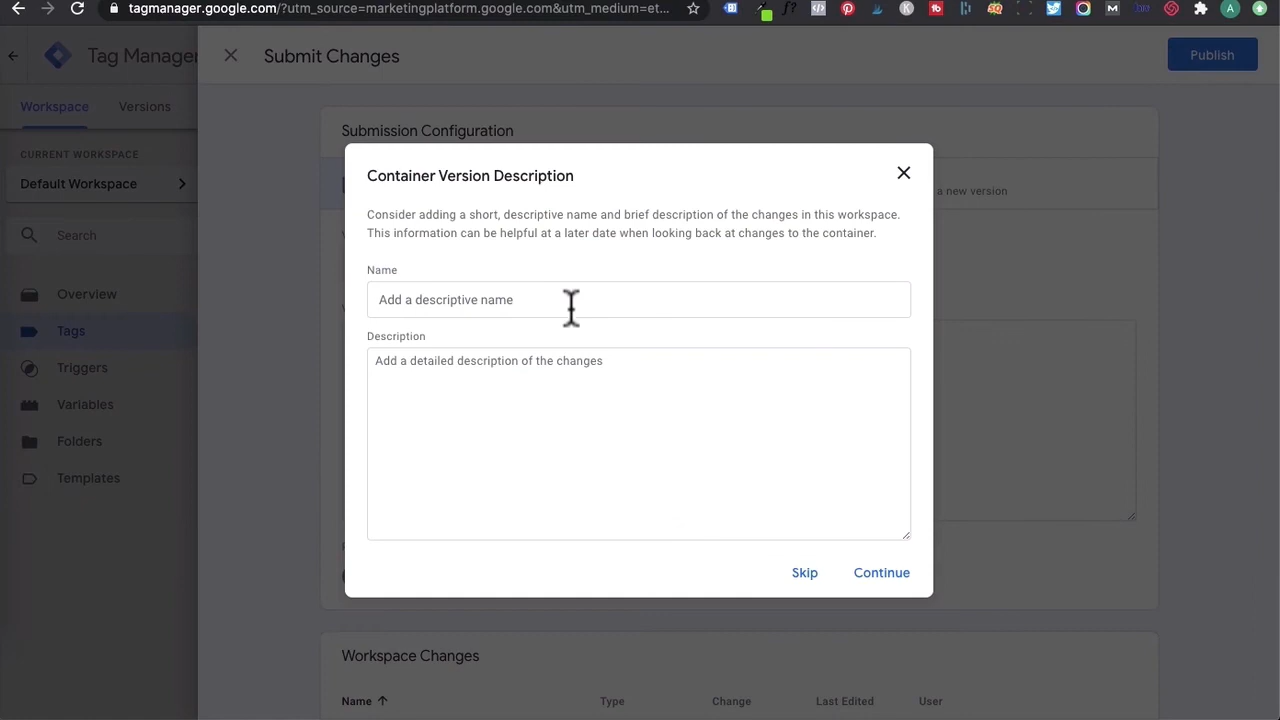 tagmanager.google.com/?utm_source=marketingplatform.google.com&utm_medium=et...
Tag Manager
Submit Changes
Publish
Workspace
Versions
Submission Configuration
CURRENT WORKSPACE
Default Workspace
Search
Overview
Tags
Triggers
Variables
Folders
Templates
a new version
Container Version Description
Consider adding a short, descriptive name and brief description of the changes in this workspace.
This information can be helpful at a later date when looking back at changes to the container.
Name
Add a descriptive name
Description
Add a detailed description of the changes
Skip
Continue
Workspace Changes
Name
Type
Change
Last Edited
User